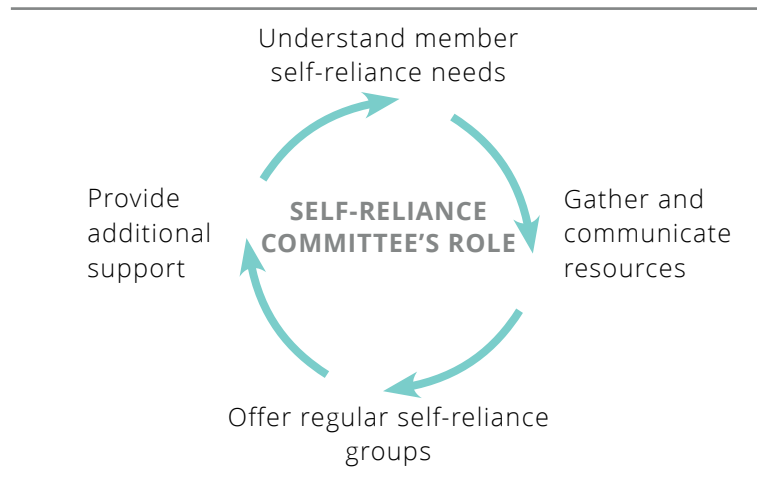 Understand member
self-reliance needs
Provide
additional
support
SELF-RELIANCE
COMMITTEE’S ROLE
Gather and
communicate
resources
Offer regular self-reliance
groups